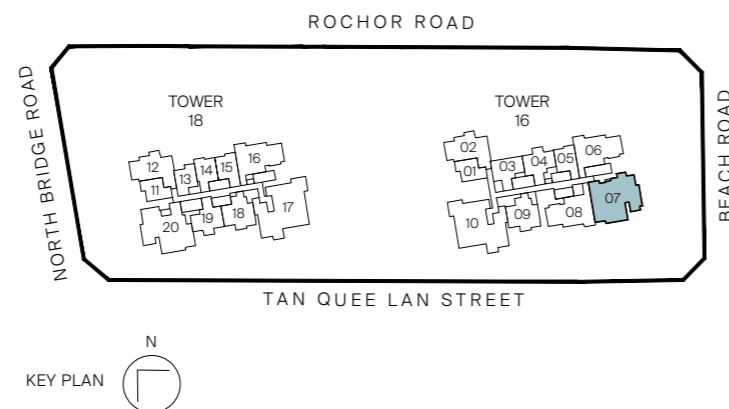 ROCHOR ROAD
NORTH BRIDGE ROAD
TOWER
18
12
11
13
14
15
16
20
19
18
17
TOWER
16
02
01
03
04
05
06
10
09
08
07
BEACH ROAD
TAN QUEE LAN STREET
KEY PLAN
N